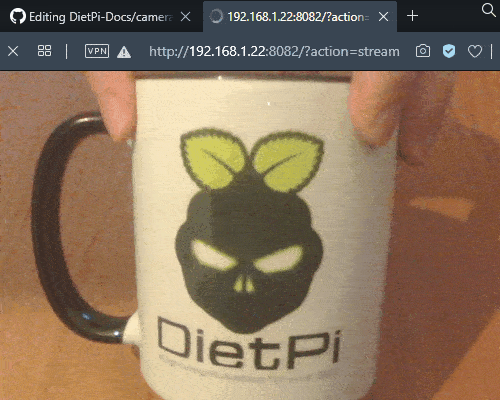 Editing DietPi-Docs/camera
192.168.1.22:8082/?action=
VPN
http://192.168.1.22:8082/?action=stream
DietPi